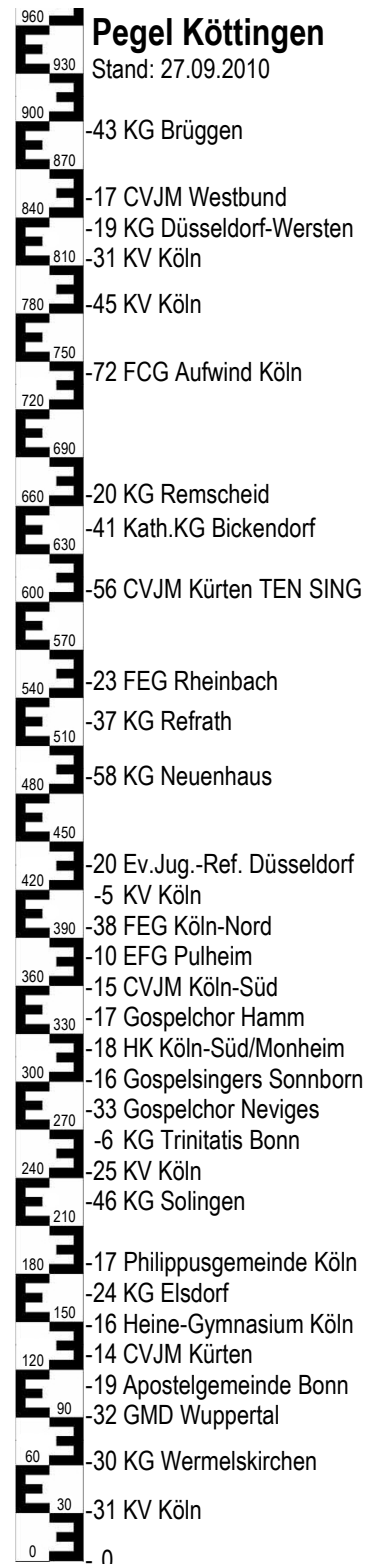 Pegel Köttingen
Stand: 27.09.2010
960
930
900
-43 KG Brüggen
870
-17 CVJM Westbund
840
-19 KG Düsseldorf-Wersten
810
-31 KV Köln
780
-45 KV Köln
750
-72 FCG Aufwind Köln
720
690
660
-20 KG Remscheid
-41 Kath.KG Bickendorf
630
600
-56 CVJM Kürten TEN SING
570
540
-23 FEG Rheinbach
-37 KG Refrath
510
480
-58 KG Neuenhaus
450
-20 Ev.Jug.-Ref. Düsseldorf
420
-5 KV Köln
390
-38 FEG Köln-Nord
-10 EFG Pulheim
360
-15 CVJM Köln-Süd
-17 Gospelchor Hamm
330
-18 HK Köln-Süd/Monheim
300
-16 Gospelsingers Sonnborn
-33 Gospelchor Neviges
270
-6 KG Trinitatis Bonn
240
-25 KV Köln
-46 KG Solingen
210
180
-17 Philippusgemeinde Köln
-24 KG Elsdorf
150
-16 Heine-Gymnasium Köln
120
-14 CVJM Kürten
-19 Apostelgemeinde Bonn
90
-32 GMD Wuppertal
60
-30 KG Wermelskirchen
30
-31 KV Köln
0
- 0